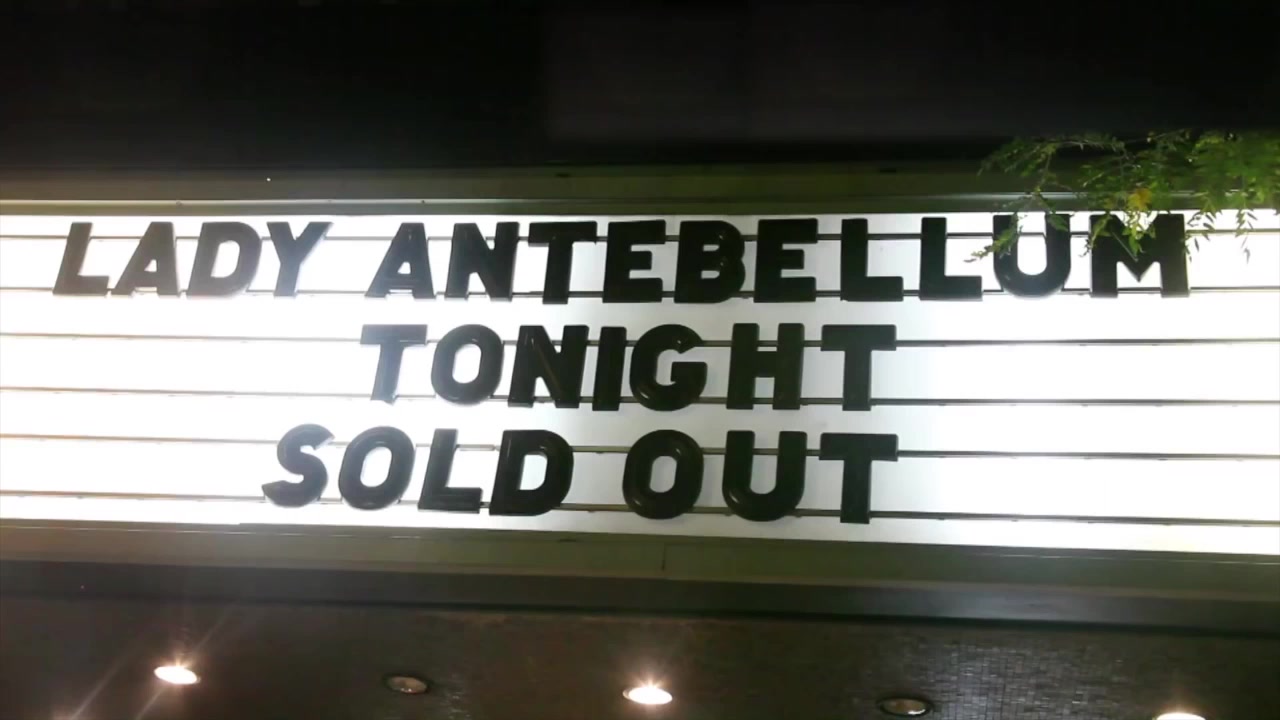 LADY ANTEBELLUM
TONIGHT
SOLD OUT